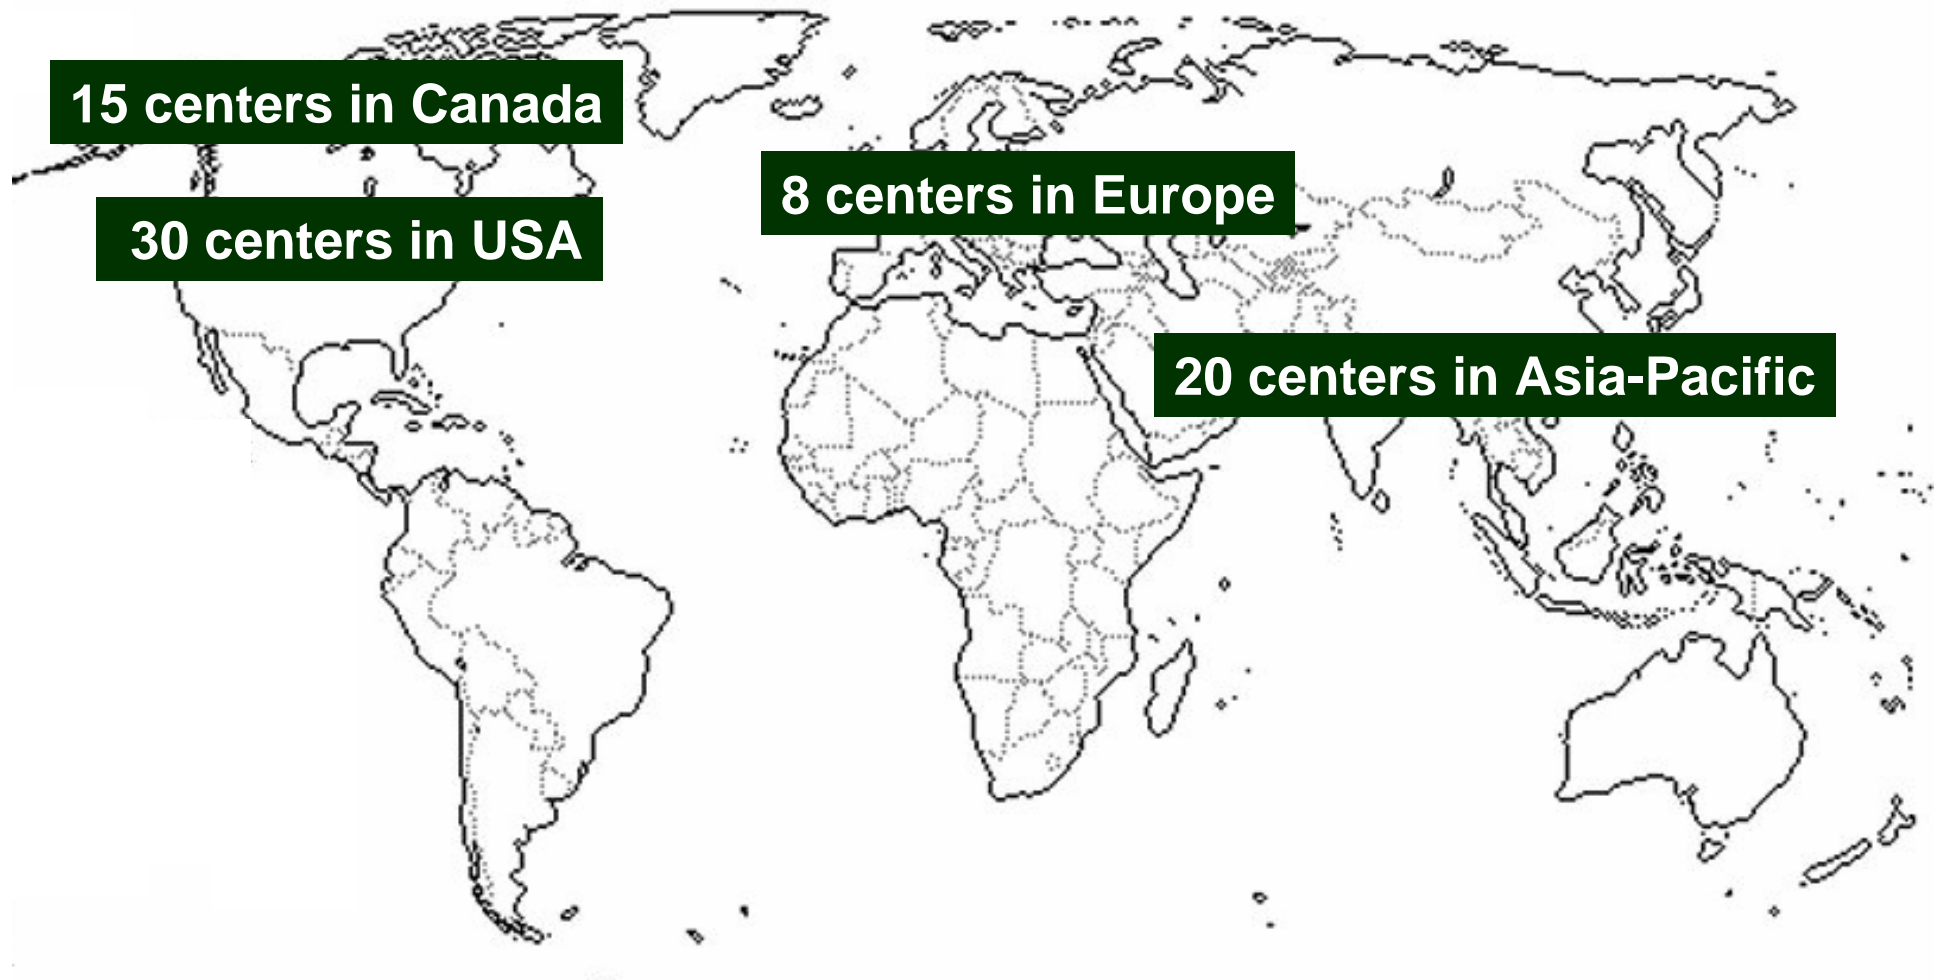 15 centers in Canada
30 centers in USA
8 centers in Europe
20 centers in Asia-Pacific